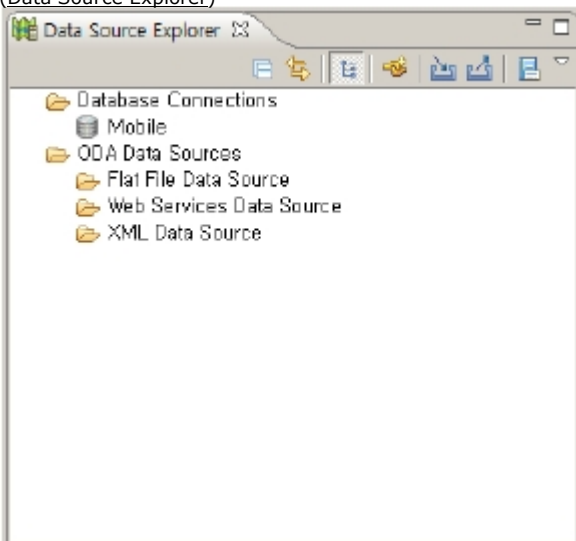 (Data Source Explorer)
Data Source Explorer
Database Connections
Mobile
ODA Data Sources
Flat File Data Source
Web Services Data Source
XML Data Source